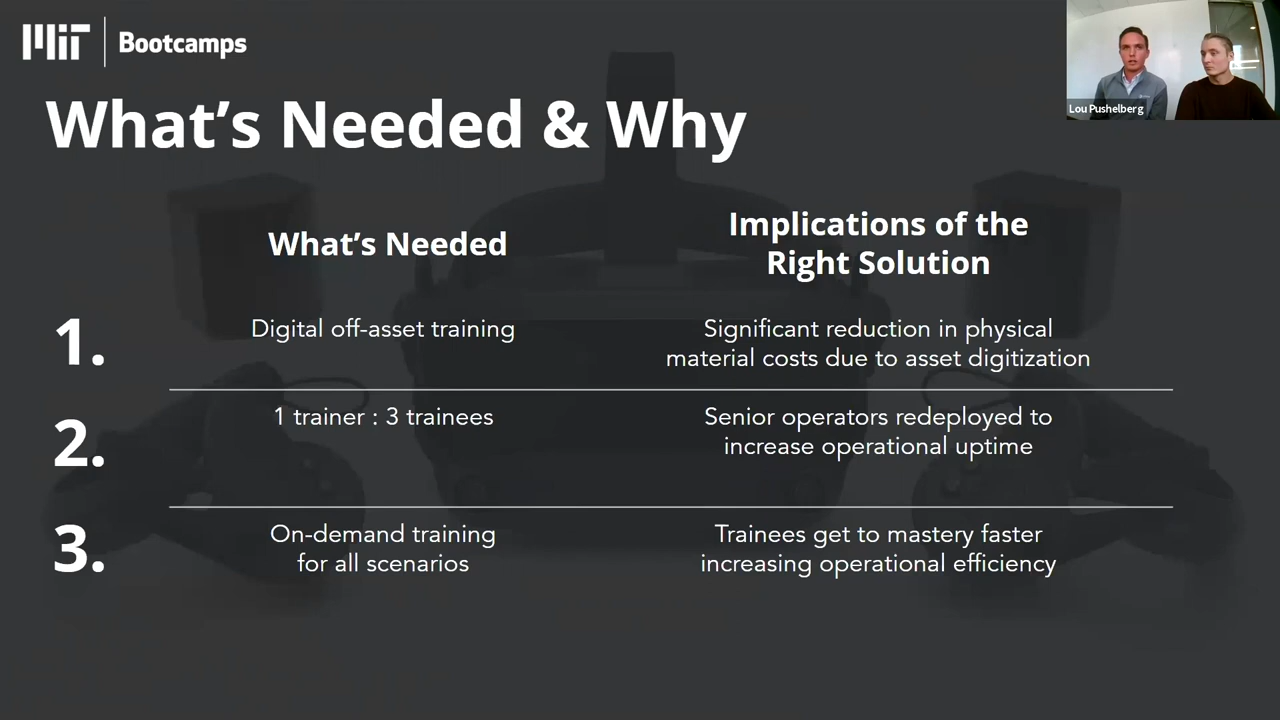 MIT Bootcamps
Lou Pushelberg
What's Needed & Why
What's Needed
Implications of the
Right Solution
1.
Digital off-asset training
Significant reduction in physical
material costs due to asset digitization
2.
1 trainer : 3 trainees
Senior operators redeployed to
increase operational uptime
3.
On-demand training
for all scenarios
Trainees get to mastery faster
increasing operational efficiency